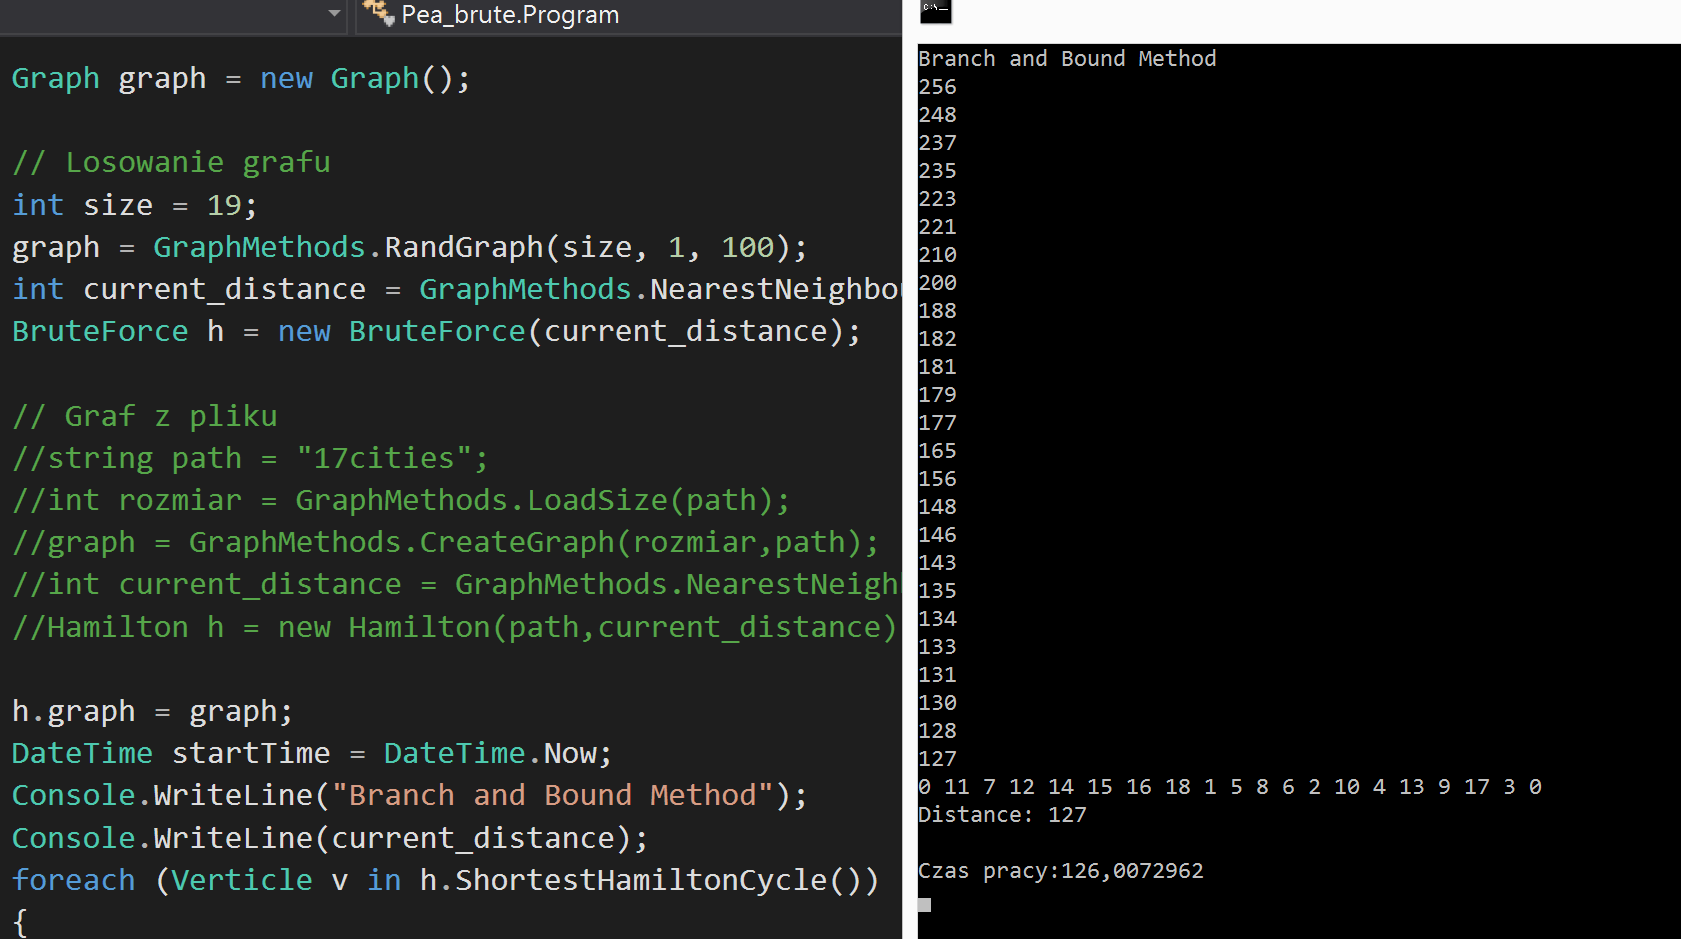 Pea_brute.Program
Graph graph = new Graph();
// Losowanie grafu
int size = 19;
graph = GraphMethods.RandGraph(size, 1, 100);
int current_distance = GraphMethods.NearestNeighbou
BruteForce h = new BruteForce(current_distance);
// Graf z pliku
//string path = "17cities";
//int rozmiar = GraphMethods.LoadSize(path);
//graph = GraphMethods.CreateGraph(rozmiar,path);
//int current_distance = GraphMethods.NearestNeighb
//Hamilton h = new Hamilton(path,current_distance)
h.graph = graph;
DateTime startTime = DateTime.Now;
Console.WriteLine("Branch and Bound Method");
Console.WriteLine(current_distance);
foreach (Verticle v in h.ShortestHamiltonCycle())
{
C:\_
Branch and Bound Method
256
248
237
235
223
221
210
200
188
182
181
179
177
165
156
148
146
143
135
134
133
131
130
128
127
0 11 7 12 14 15 16 18 1 5 8 6 2 10 4 13 9 17 3 0
Distance: 127
Czas pracy:126,0072962